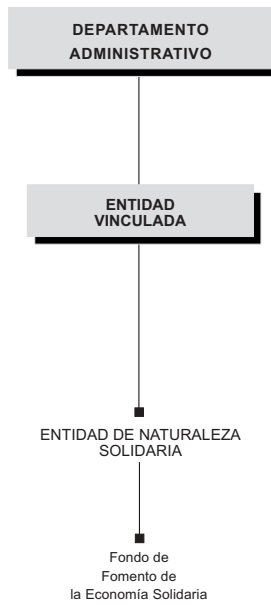 DEPARTAMENTO
ADMINISTRATIVO
ENTIDAD
VINCULADA
ENTIDAD DE NATURALEZA
SOLIDARIA
Fondo de
Fomento de
la Economía Solidaria